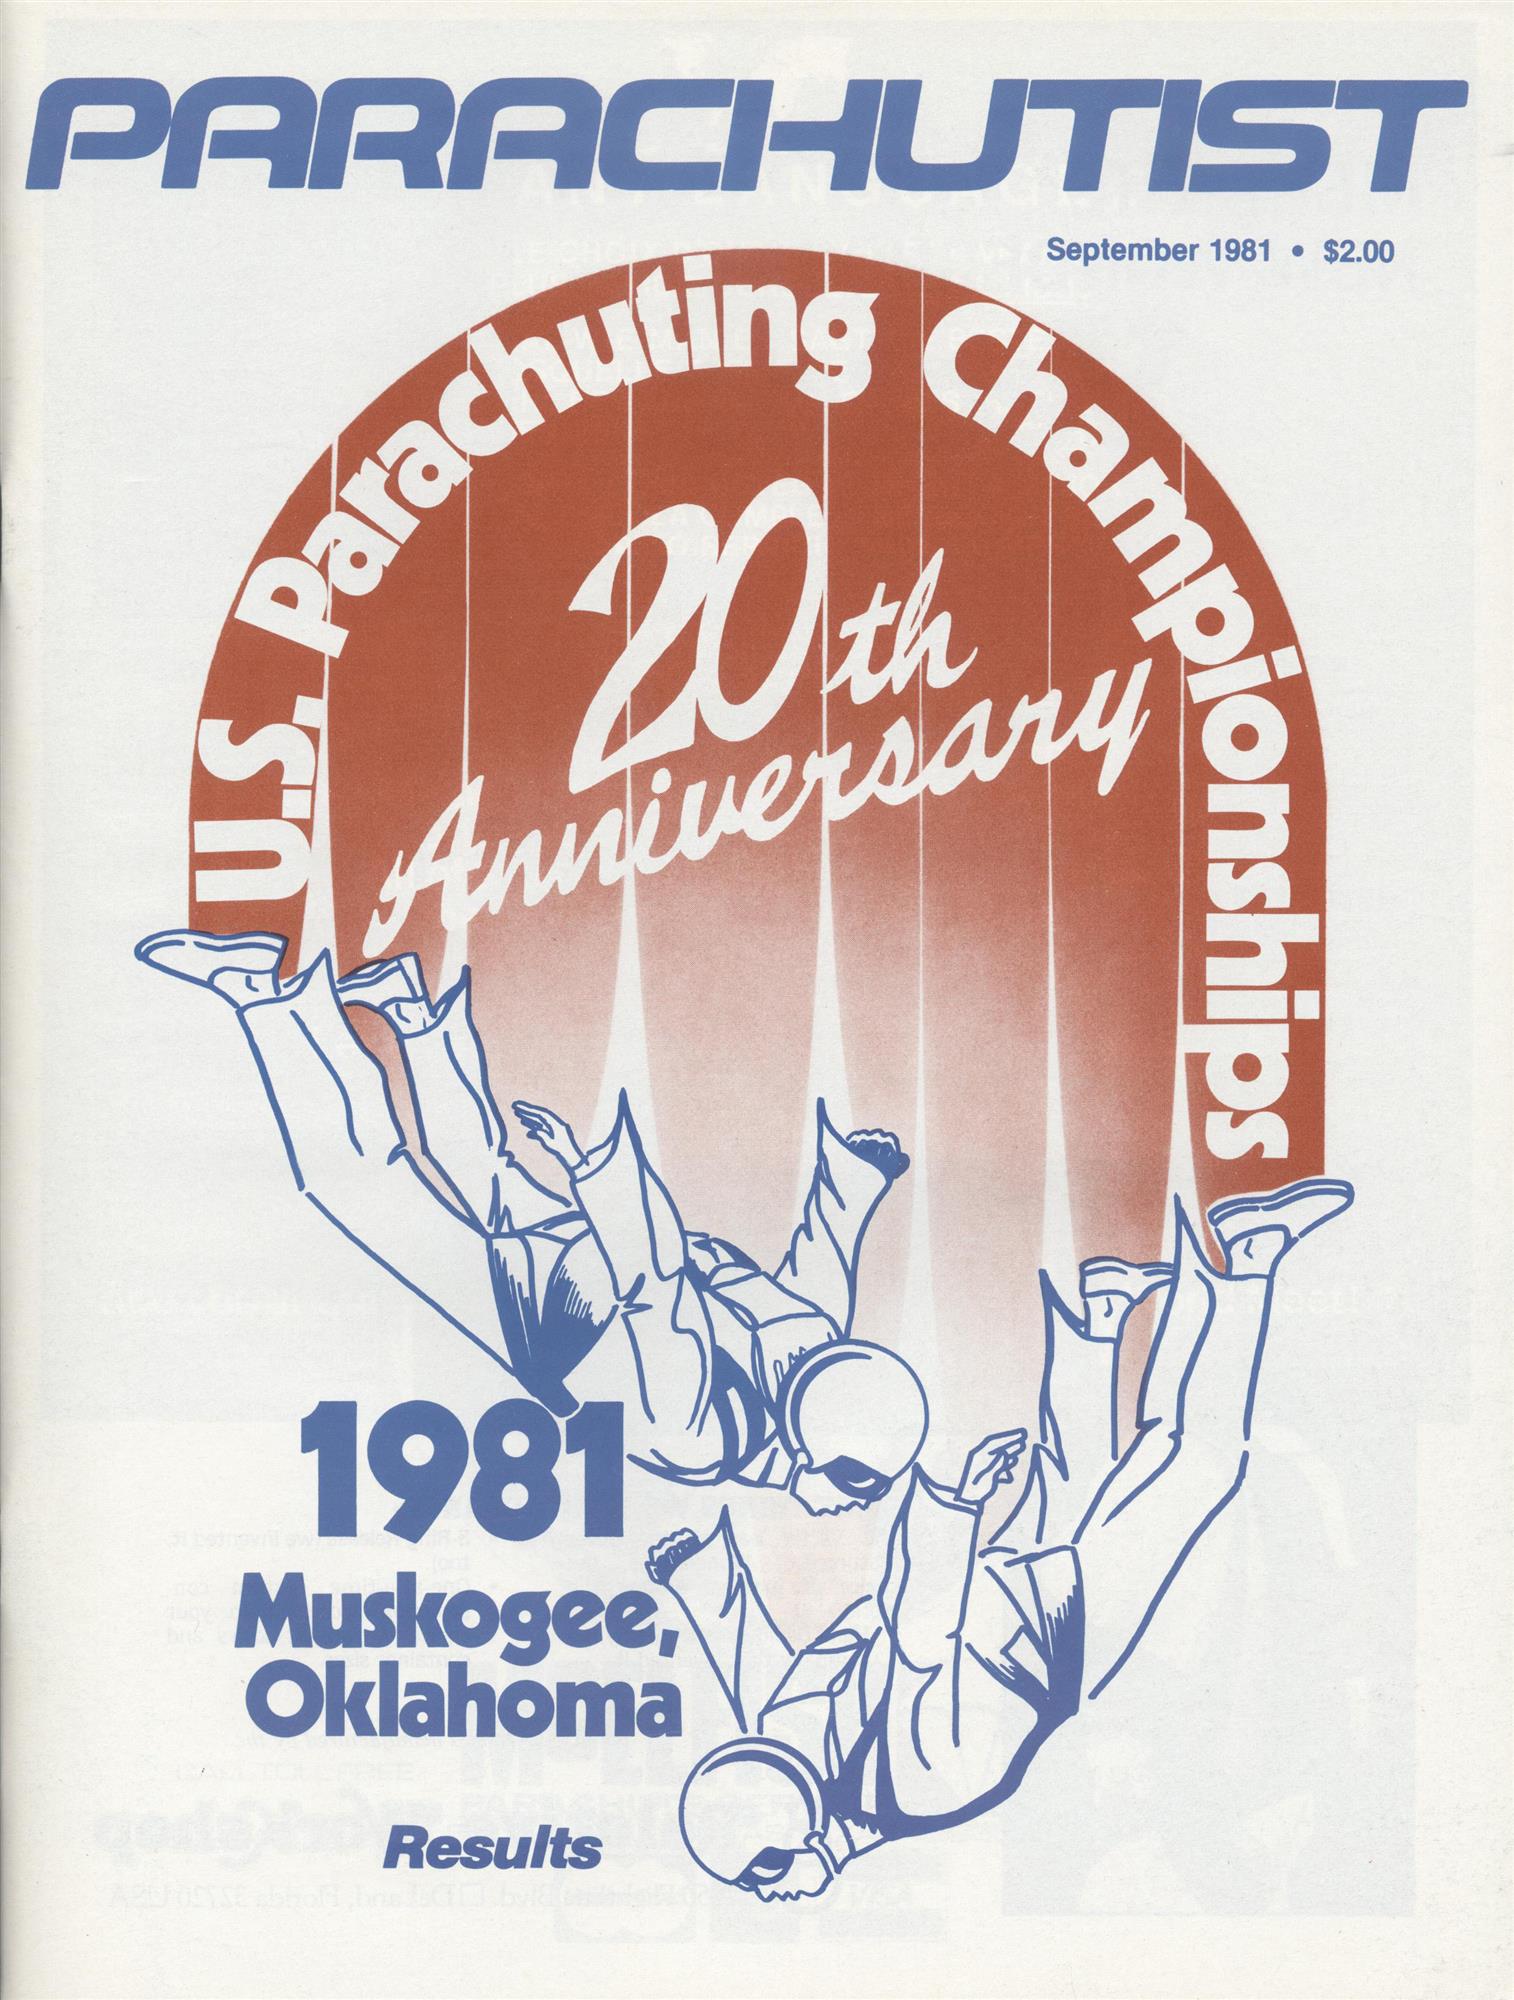 PARACHUTIST
September 1981 • $2.00
U.S. Parachuting Championships
20th
Anniversary
1981
Muskogee,
Oklahoma
Results